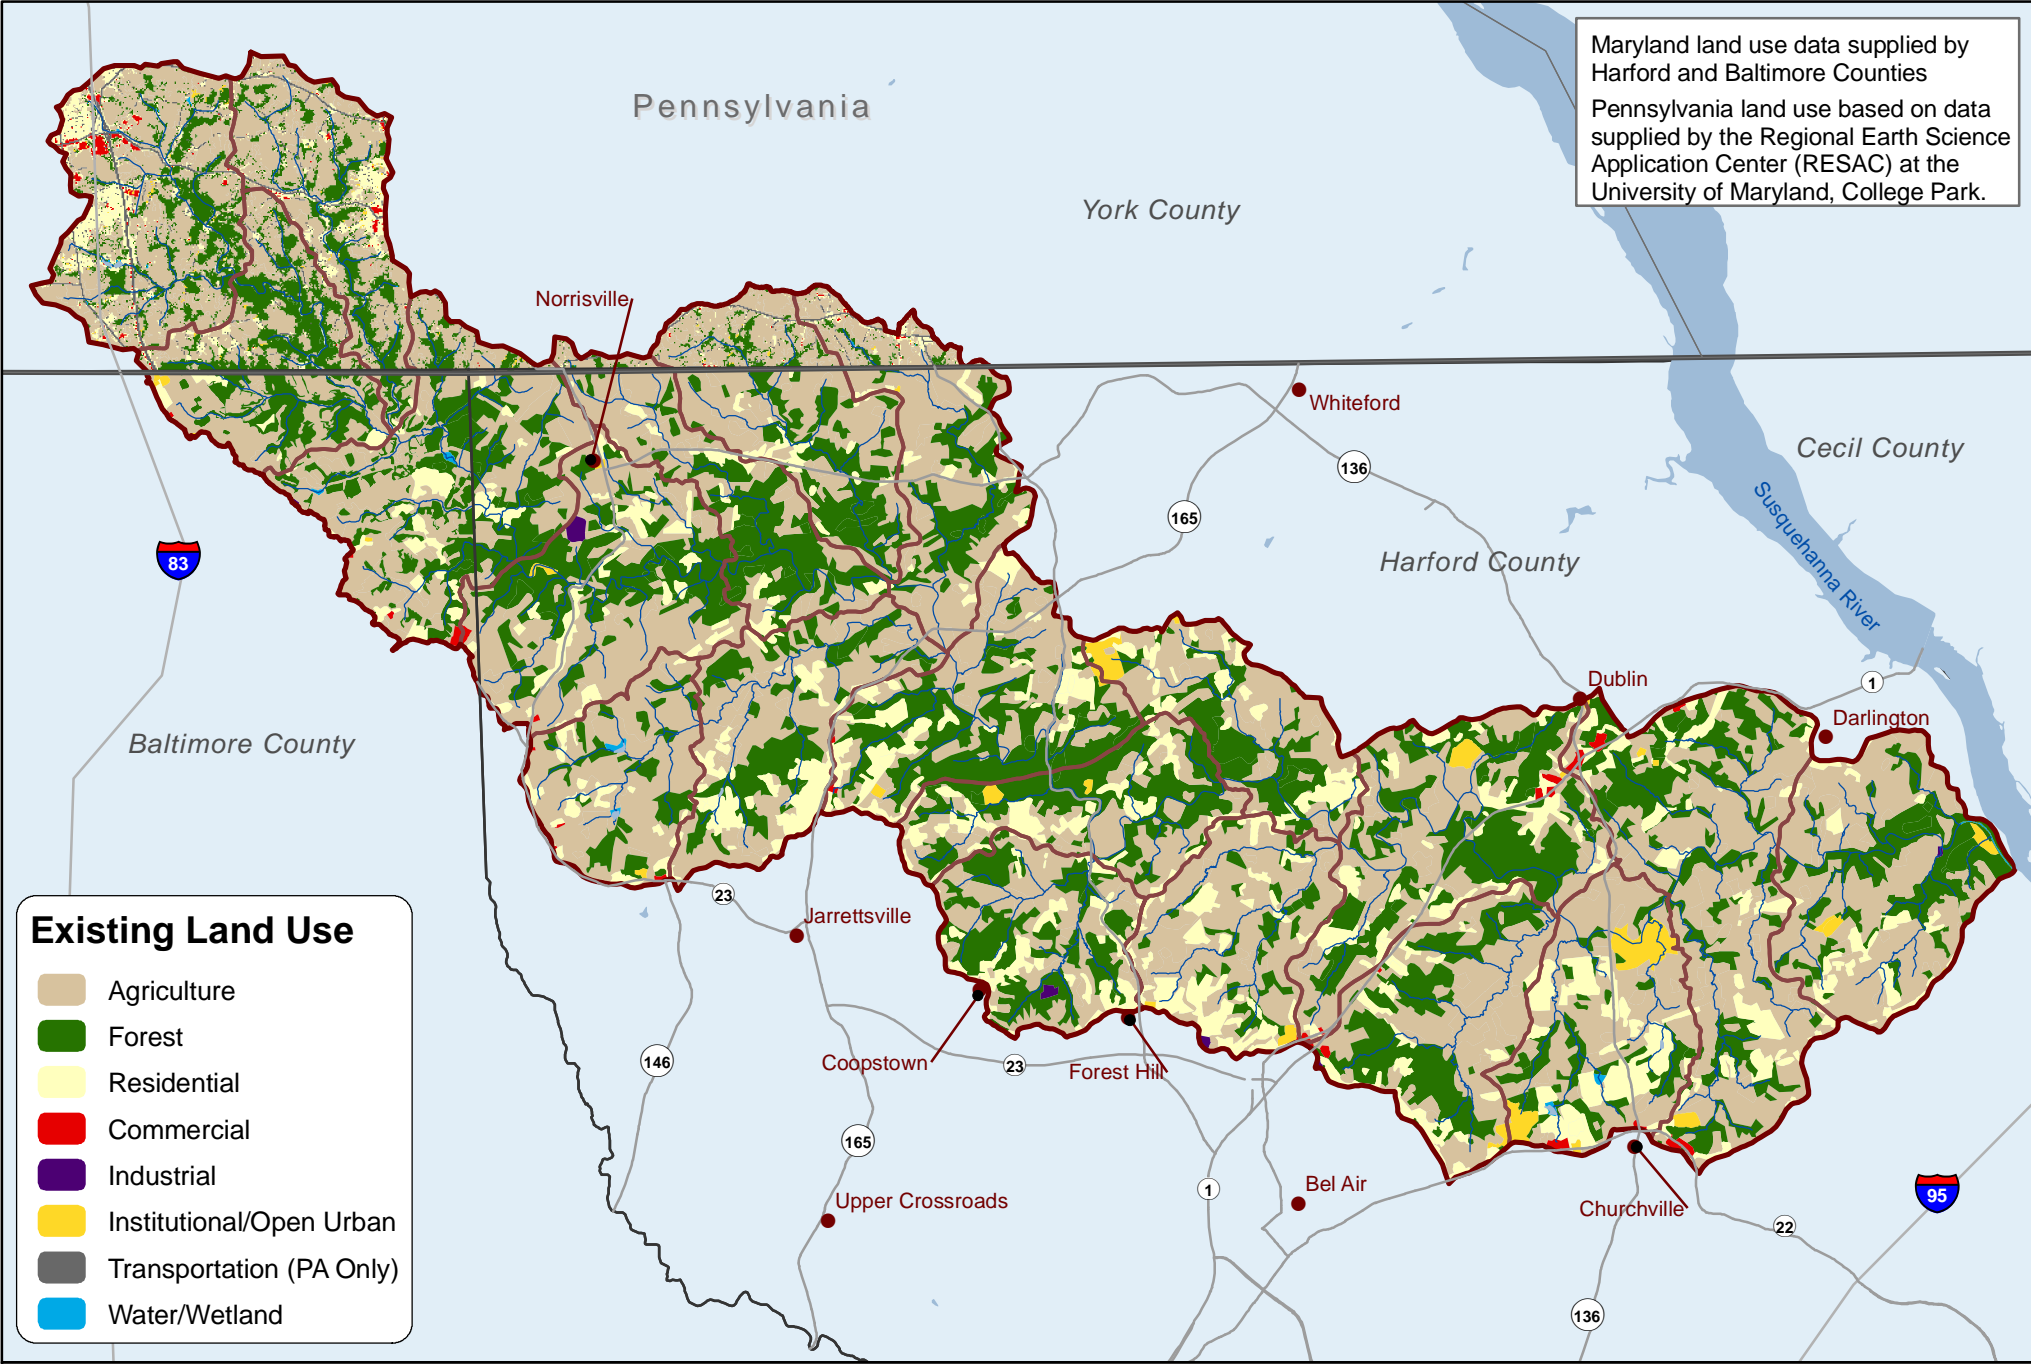 Maryland land use data supplied by
Harford and Baltimore Counties
Pennsylvania land use based on data
supplied by the Regional Earth Science
Application Center (RESAC) at the
University of Maryland, College Park.
Pennsylvania
York County
Norrisville
Whiteford
Cecil County
136
165
Susquehanna River
83
Harford County
Dublin
1
Darlington
Baltimore County
23
Jarrettsville
Existing Land Use
Agriculture
Forest
Residential
Commercial
Industrial
Institutional/Open Urban
Transportation (PA Only)
Water/Wetland
146
Coopstown
23
Forest Hill
165
Upper Crossroads
1
Bel Air
Churchville
95
22
136